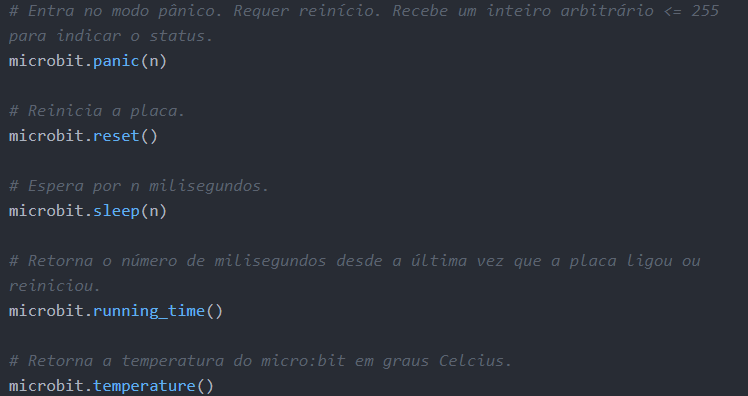 # Entra no modo pânico. Requer reinício. Recebe um inteiro arbitrário <= 255
para indicar o status.
microbit.panic(n)
# Reinicia a placa.
microbit.reset()
# Espera por n milisegundos.
microbit.sleep(n)
# Retorna o número de milisegundos desde a última vez que a placa ligou ou
reiniciou.
microbit.running_time()
# Retorna a temperatura do micro:bit em graus Celcius.
microbit.temperature()